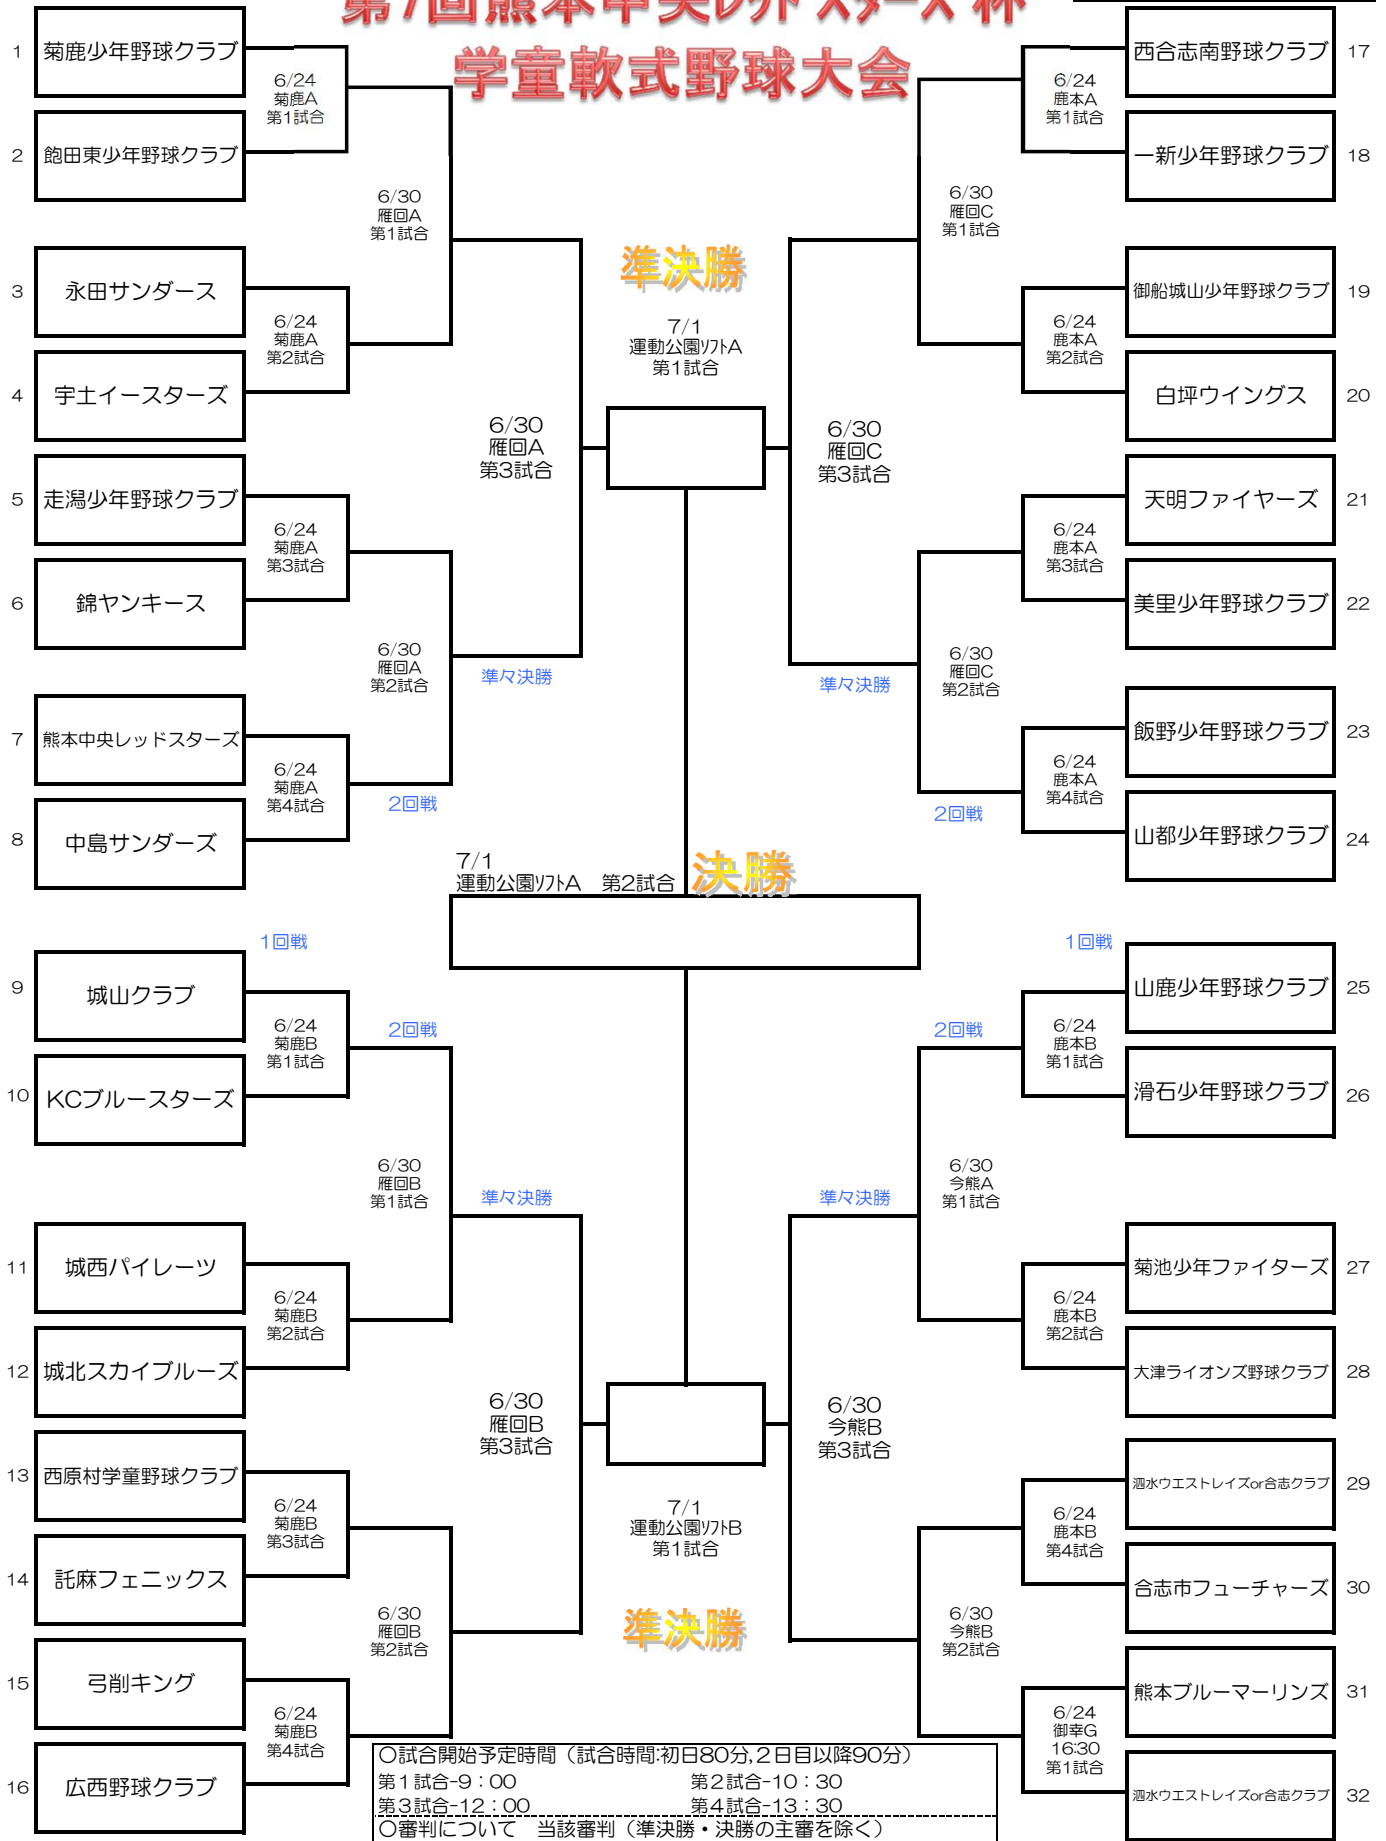 第7回熊本中央レッドスターズ杯
学童軟式野球大会
1 菊鹿少年野球クラブ
6/24
菊鹿A
第1試合
2 飽田東少年野球クラブ
6/30
雁回A
第1試合
3 永田サンダース
6/24
菊鹿A
第2試合
4 宇土イースターズ
6/30
雁回A
第3試合
5 走潟少年野球クラブ
6/24
菊鹿A
第3試合
6 錦ヤンキース
6/30
雁回A
第2試合
準々決勝
7 熊本中央レッドスターズ
6/24
菊鹿A
第4試合
2回戦
8 中島サンダーズ
準決勝
7/1
運動公園ソフトA
第1試合
17 西合志南野球クラブ
6/24
鹿本A
第1試合
18 一新少年野球クラブ
6/30
雁回C
第1試合
19 御船城山少年野球クラブ
6/24
鹿本A
第2試合
20 白坪ウイングス
6/30
雁回C
第3試合
21 天明ファイヤーズ
6/24
鹿本A
第3試合
22 美里少年野球クラブ
6/30
雁回C
第2試合
準々決勝
23 飯野少年野球クラブ
6/24
鹿本A
第4試合
2回戦
24 山都少年野球クラブ
7/1
運動公園ソフトA 第2試合
決勝
1回戦
9 城山クラブ
6/24
菊鹿B
第1試合
2回戦
10 KCブルースターズ
6/30
雁回B
第1試合
準々決勝
11 城西パイレーツ
6/24
菊鹿B
第2試合
12 城北スカイブルーズ
6/30
雁回B
第3試合
13 西原村学童野球クラブ
6/24
菊鹿B
第3試合
14 託麻フェニックス
6/30
雁回B
第2試合
15 弓削キング
6/24
菊鹿B
第4試合
16 広西野球クラブ
7/1
運動公園ソフトB
第1試合
準決勝
1回戦
25 山鹿少年野球クラブ
6/24
鹿本B
第1試合
2回戦
26 滑石少年野球クラブ
6/30
今熊A
第1試合
準々決勝
27 菊池少年ファイターズ
6/24
鹿本B
第2試合
28 大津ライオンズ野球クラブ
6/30
今熊B
第3試合
29 泗水ウエストレイズor合志クラブ
6/24
鹿本B
第4試合
30 合志市フューチャーズ
6/30
今熊B
第2試合
31 熊本ブルーマーリンズ
6/24
御幸G
16:30
第1試合
32 泗水ウエストレイズor合志クラブ
〇試合開始予定時間（試合時間:初日80分,2日目以降90分）
第１試合-9：00 第２試合-10：30
第３試合-12：00 第４試合-13：30
〇審判について 当該審判（準決勝・決勝の主審を除く）